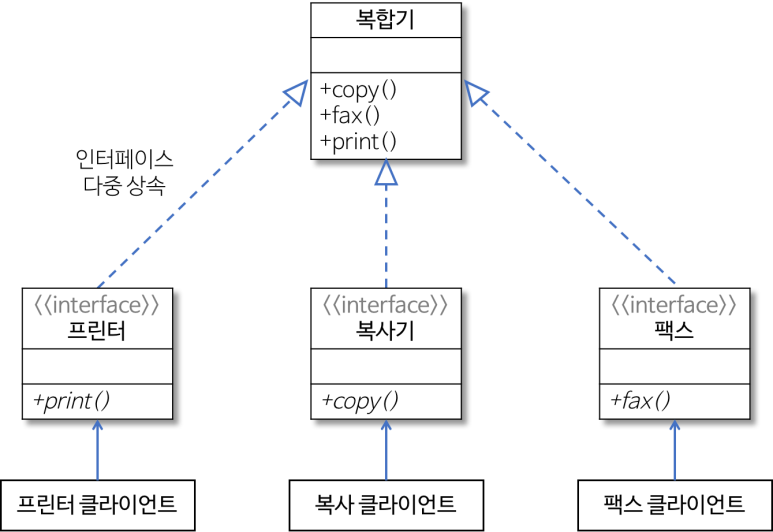 복합기
+copy()
+fax()
+print()
인터페이스
다중 상속
<<interface>>
프린터
+print()
<<interface>>
복사기
+copy()
<<interface>>
팩스
+fax()
프린터 클라이언트
복사 클라이언트
팩스 클라이언트